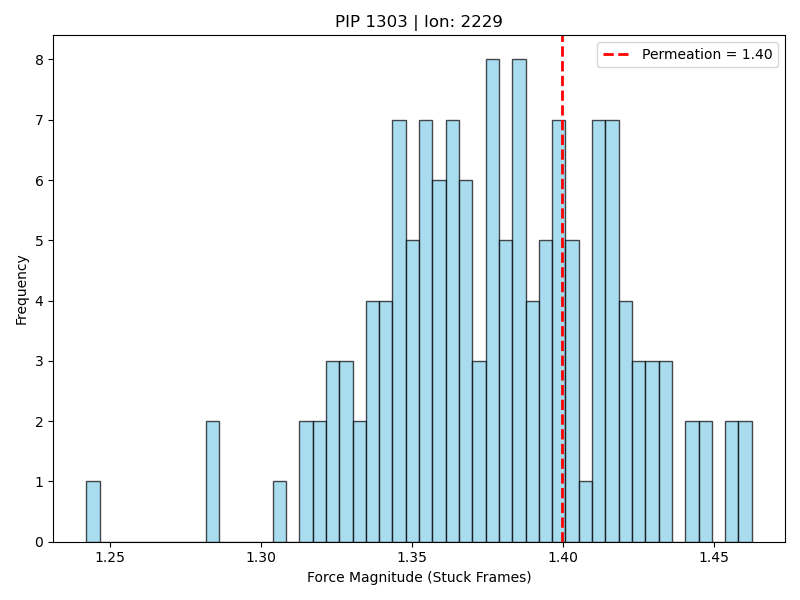 PIP 1303 | Ion: 2229
Permeation = 1.40
Frequency
8
7
6
5
4
3
2
1
0
1.25 1.30 1.35 1.40 1.45
Force Magnitude (Stuck Frames)